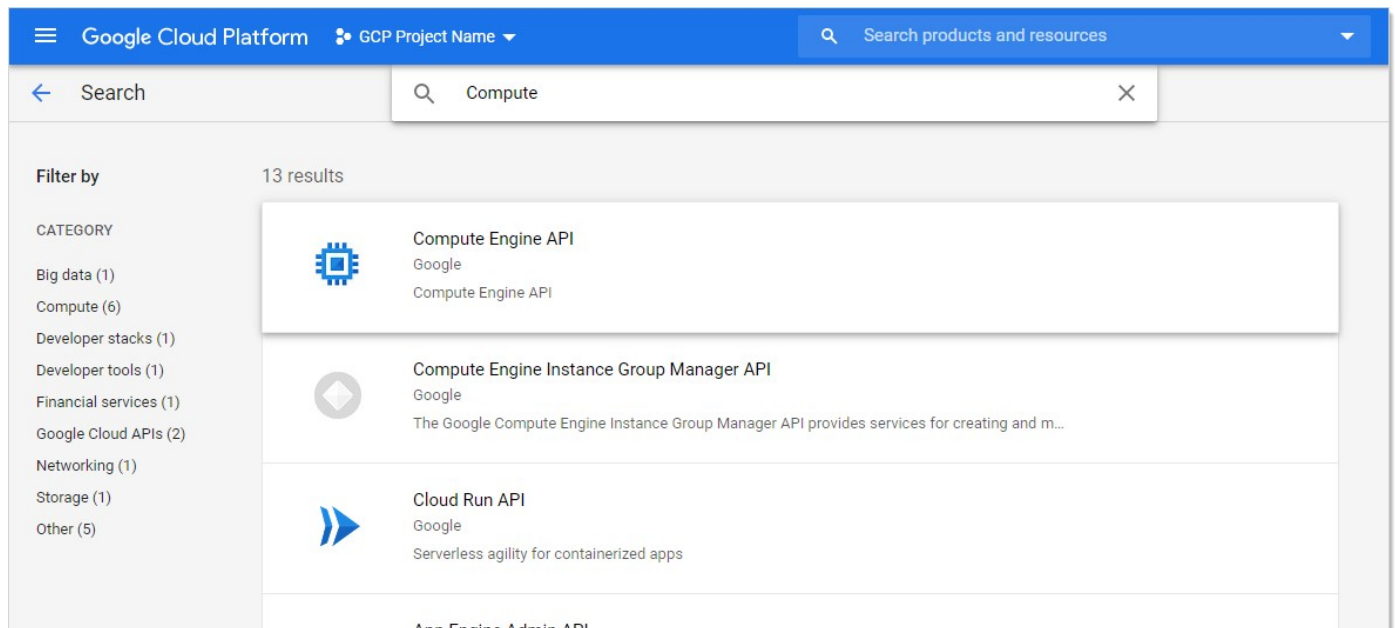 Google Cloud Platform
GCP Project Name
Search products and resources
Search
Compute
Filter by
CATEGORY
Big data (1)
Compute (6)
Developer stacks (1)
Developer tools (1)
Financial services (1)
Google Cloud APIs (2)
Networking (1)
Storage (1)
Other (5)
13 results
Compute Engine API
Google
Compute Engine API
Compute Engine Instance Group Manager API
Google
The Google Compute Engine Instance Group Manager API provides services for creating and m...
Cloud Run API
Google
Serverless agility for containerized apps
App Engine Admin API